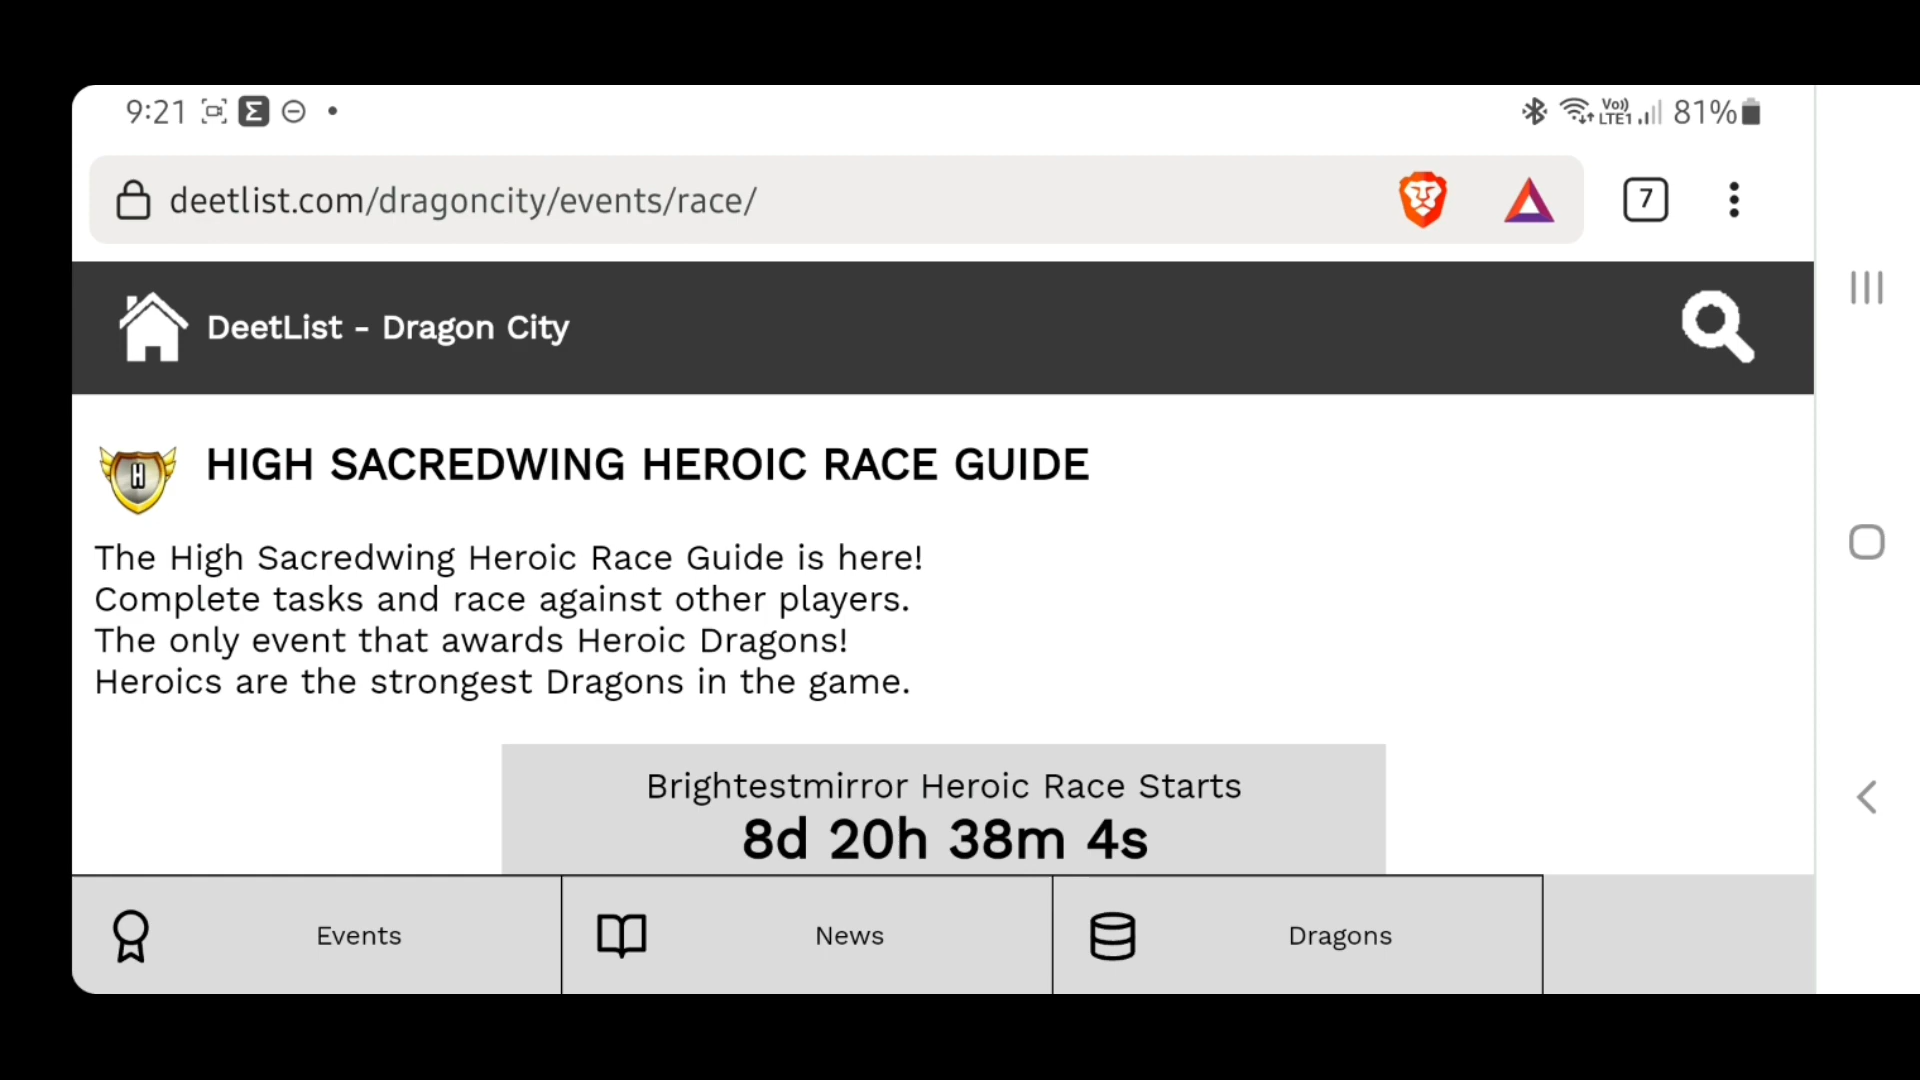 9:21
Vo)) LTE1 81%
deetlist.com/dragoncity/events/race/
7
DeetList - Dragon City
H
HIGH SACREDWING HEROIC RACE GUIDE
The High Sacredwing Heroic Race Guide is here!
Complete tasks and race against other players.
The only event that awards Heroic Dragons!
Heroics are the strongest Dragons in the game.
Brightestmirror Heroic Race Starts
8d 20h 38m 4s
Events
News
Dragons